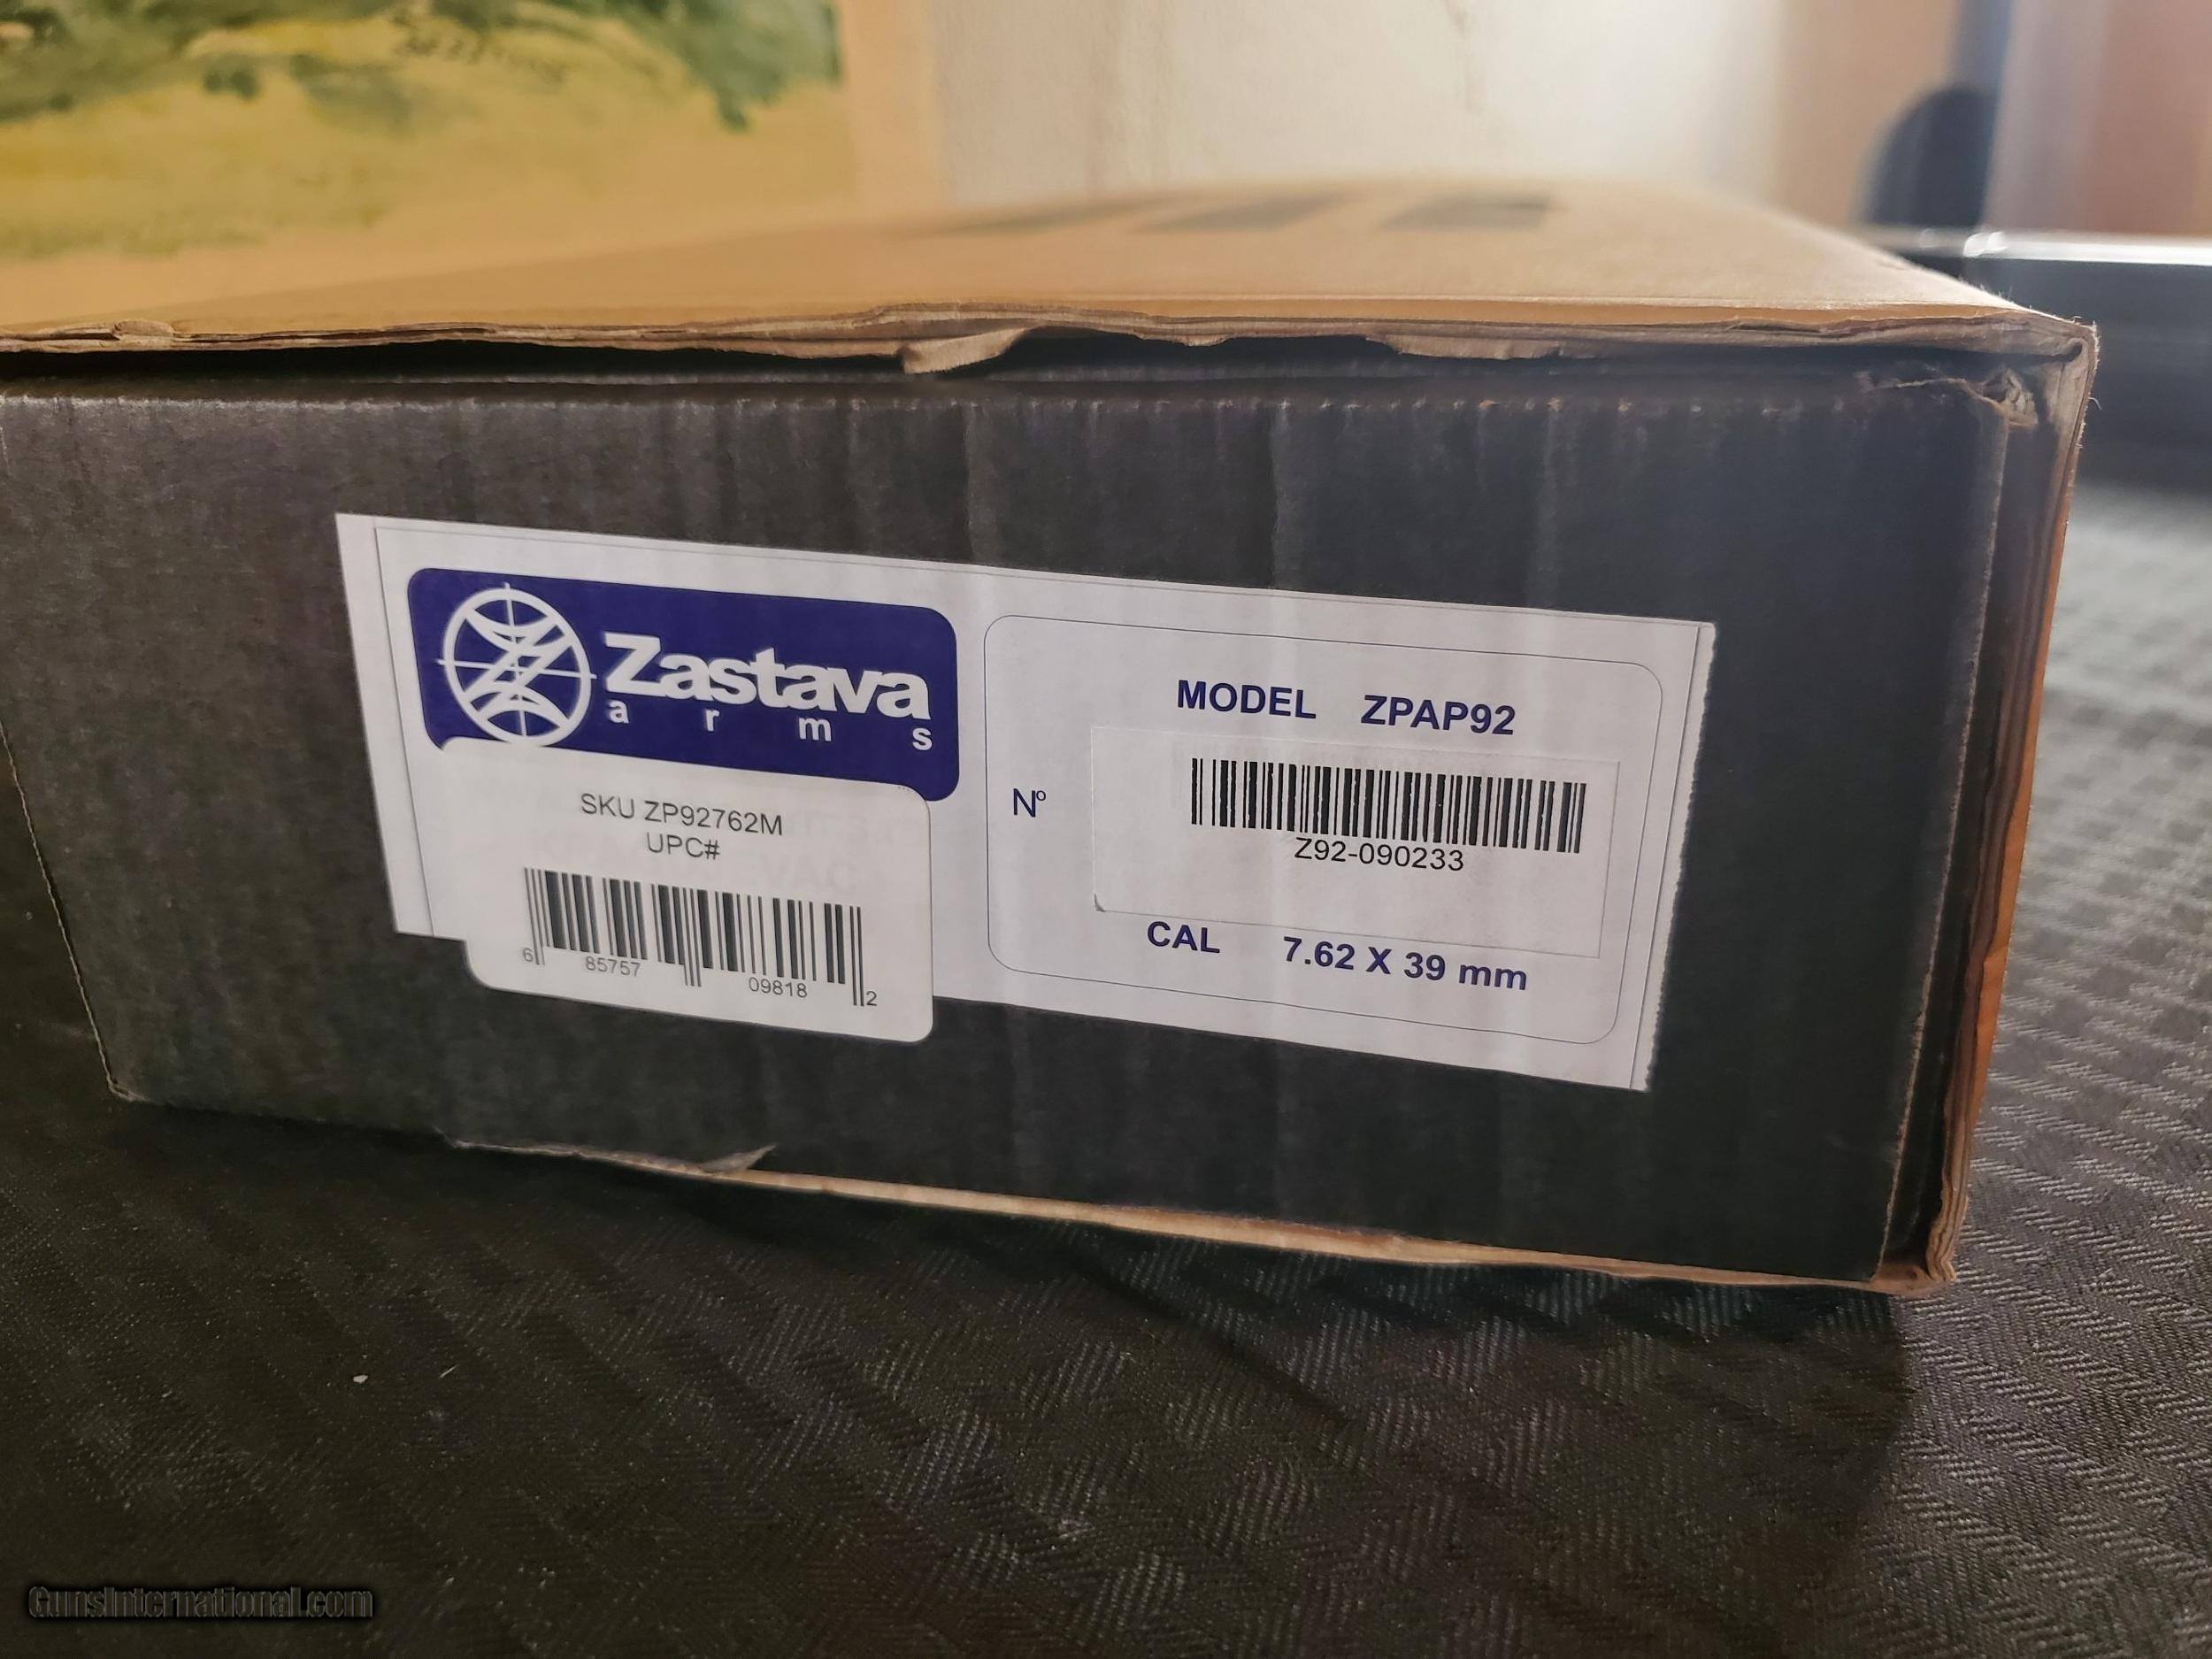 Zastava
arms
SKU ZP92762M
UPC#
6 85757 09818 2
MODEL ZPAP92
Nº
Z92-090233
CAL 7.62 X 39 mm
GunsInternational.com